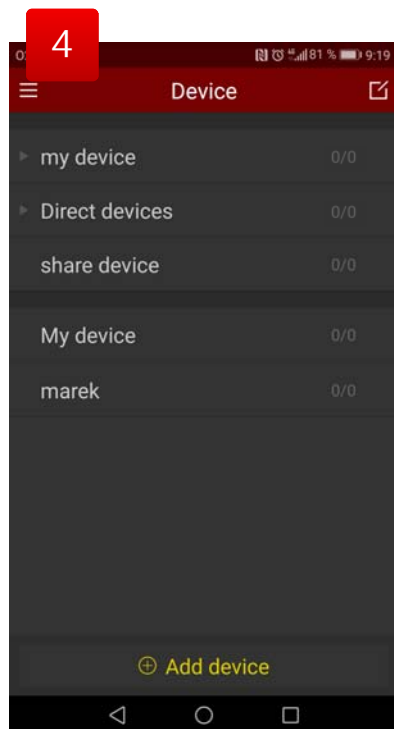 4
81 % 9:19
Device
my device 0/0
Direct devices 0/0
share device 0/0
My device 0/0
marek 0/0
Add device